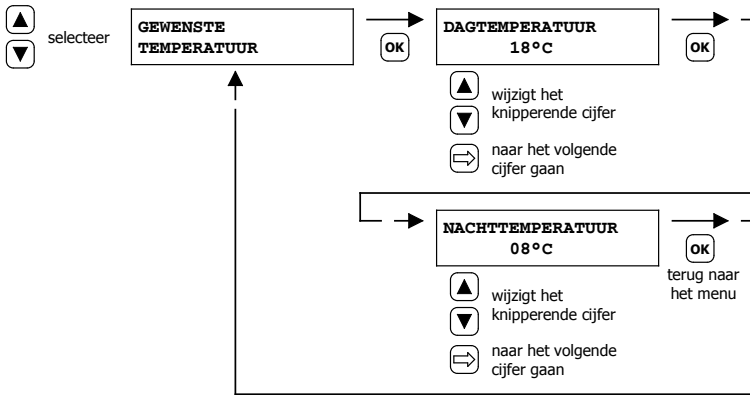 selecteer
GEWENSTE
TEMPERATUUR
OK
DAGTEMPERATUUR
18°C
OK
wijzigt het
knipperende cijfer
naar het volgende
cijfer gaan
NACHTTEMPERATUUR
08°C
OK
terug naar
het menu
wijzigt het
knipperende cijfer
naar het volgende
cijfer gaan